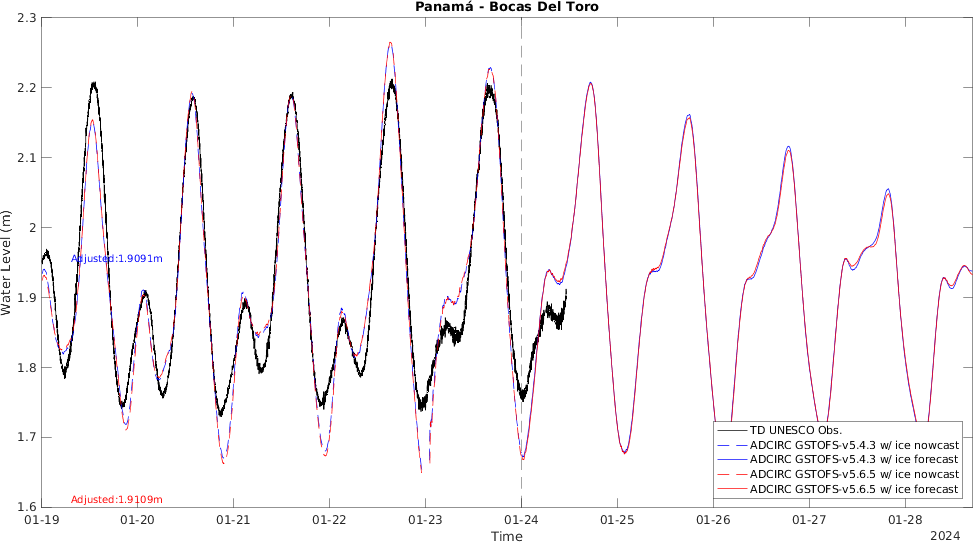 Panamá - Bocas Del Toro
2.3
2.2
2.1
2
1.9
1.8
1.7
1.6
Water Level (m)
Adjusted:1.9091m
Adjusted:1.9109m
TD UNESCO Obs.
ADCIRC GSTOFS-v5.4.3 w/ ice nowcast
ADCIRC GSTOFS-v5.4.3 w/ ice forecast
ADCIRC GSTOFS-v5.6.5 w/ ice nowcast
ADCIRC GSTOFS-v5.6.5 w/ ice forecast
01-19 01-20 01-21 01-22 01-23 01-24 01-25 01-26 01-27 01-28
Time
2024